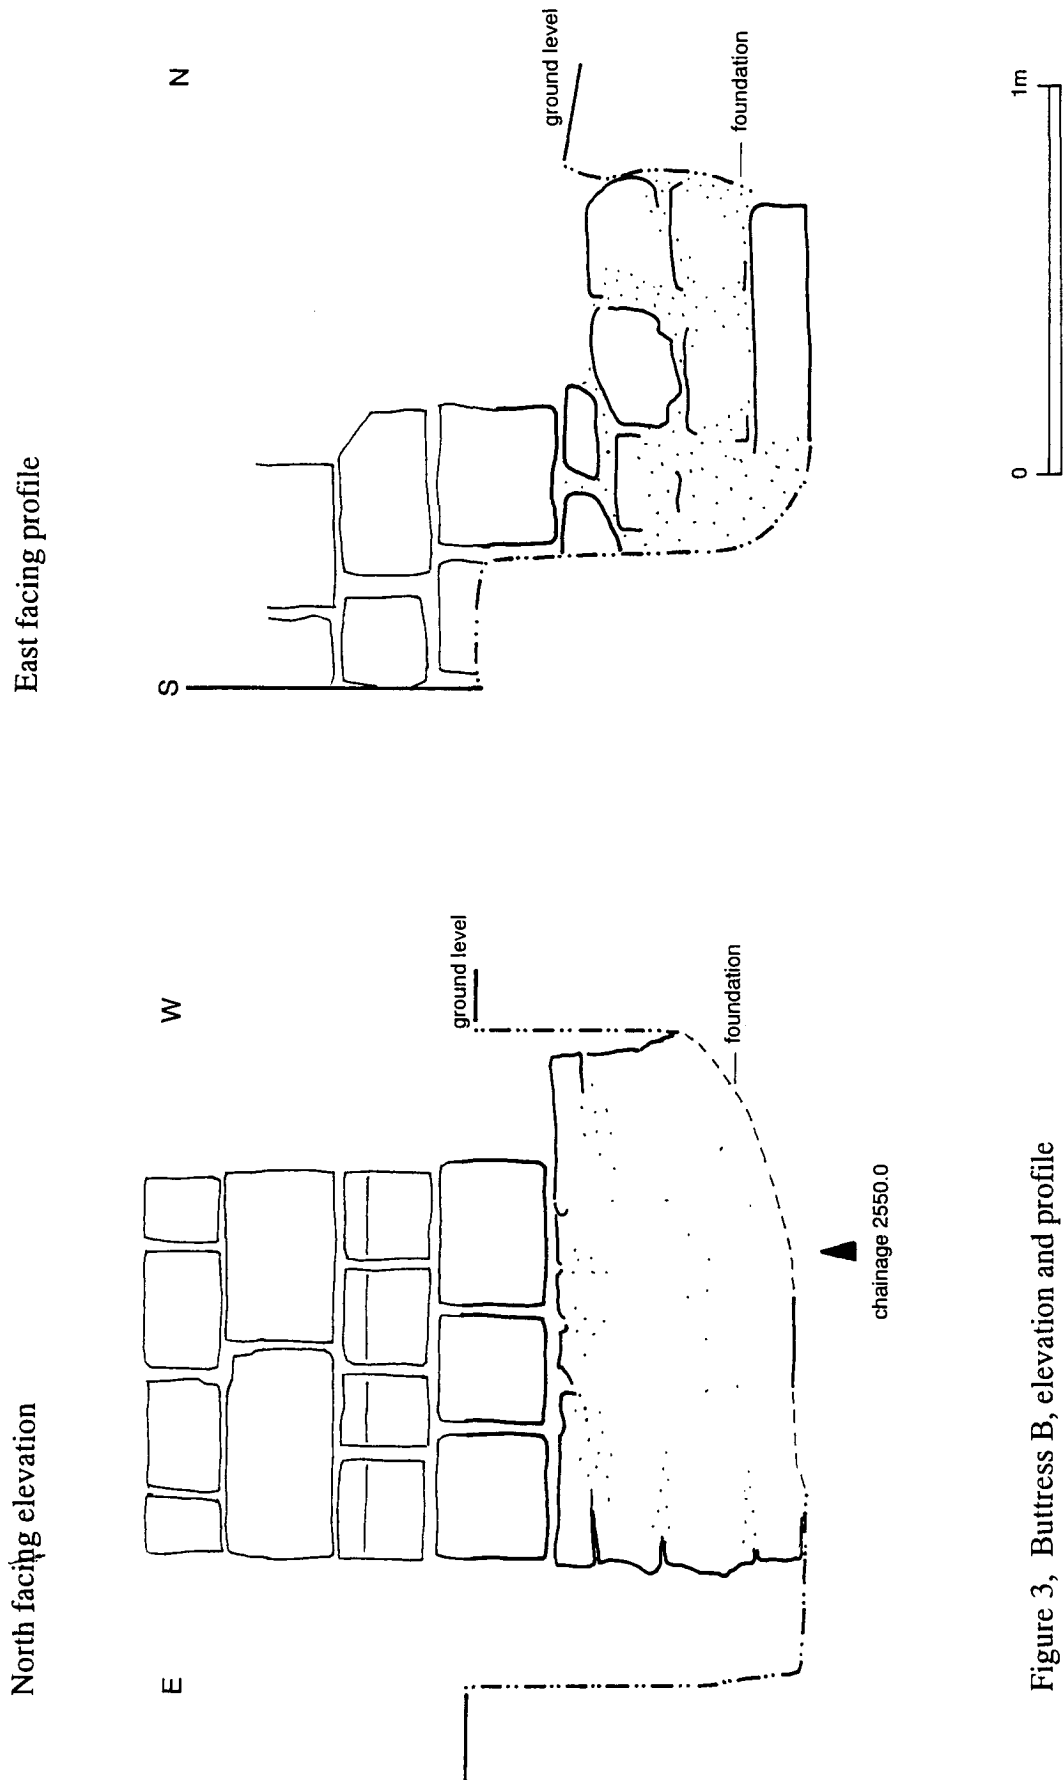 North facing elevation
East facing profile
E
W
S
N
ground level
ground level
foundation
foundation
chainage 2550.0
0
1m
Figure 3, Buttress B, elevation and profile